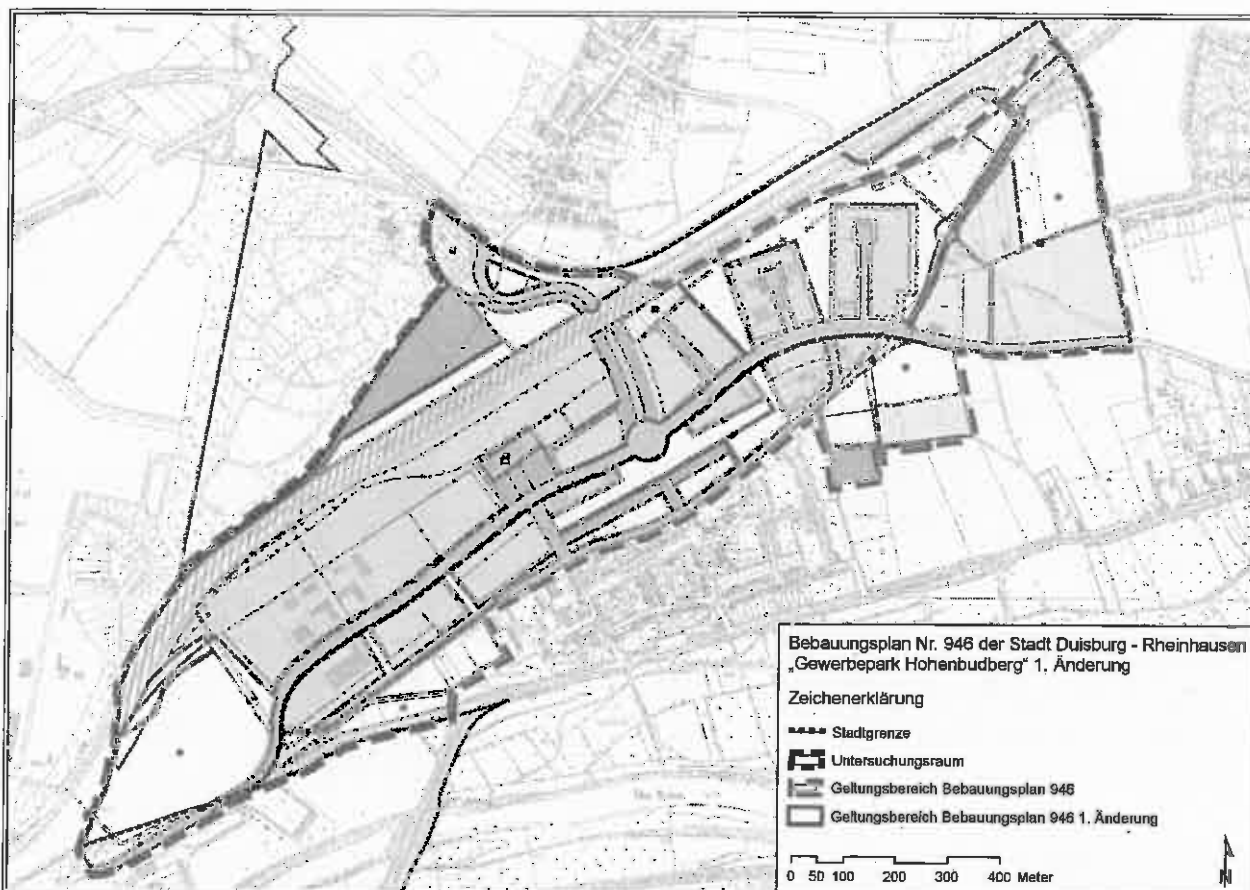 Bebauungsplan Nr. 946 der Stadt Duisburg - Rheinhausen
„Gewerbepark Hohenbudberg“ 1. Änderung
Zeichenerklärung
Stadtgrenze
Untersuchungsraum
Geltungsbereich Bebauungsplan 946
Geltungsbereich Bebauungsplan 946 1. Änderung
0 50 100 200 300 400 Meter
N